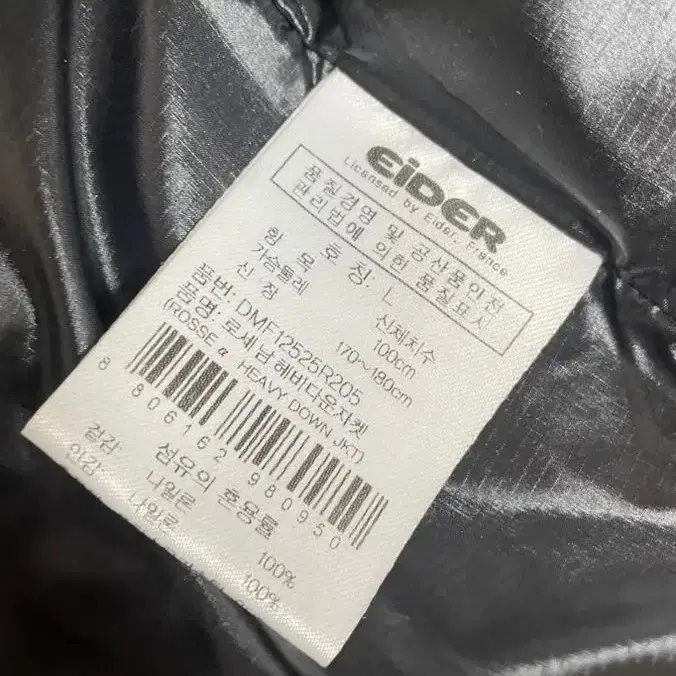 EiDER
Licensed by Eider, France
품질경영 및 공산품안전
관리법에 의한 품질표시
호칭: L
항 목 신체치수
가슴둘레 100cm
신 장 170~180cm
품번: DMF12525R205
품명: 로세 남 헤비다운자켓
(ROSSE α HEAVY DOWN JKT)
8 806162 980950
섬유의 혼용률
겉감: 나일론 100%
안감: 나일론 100%